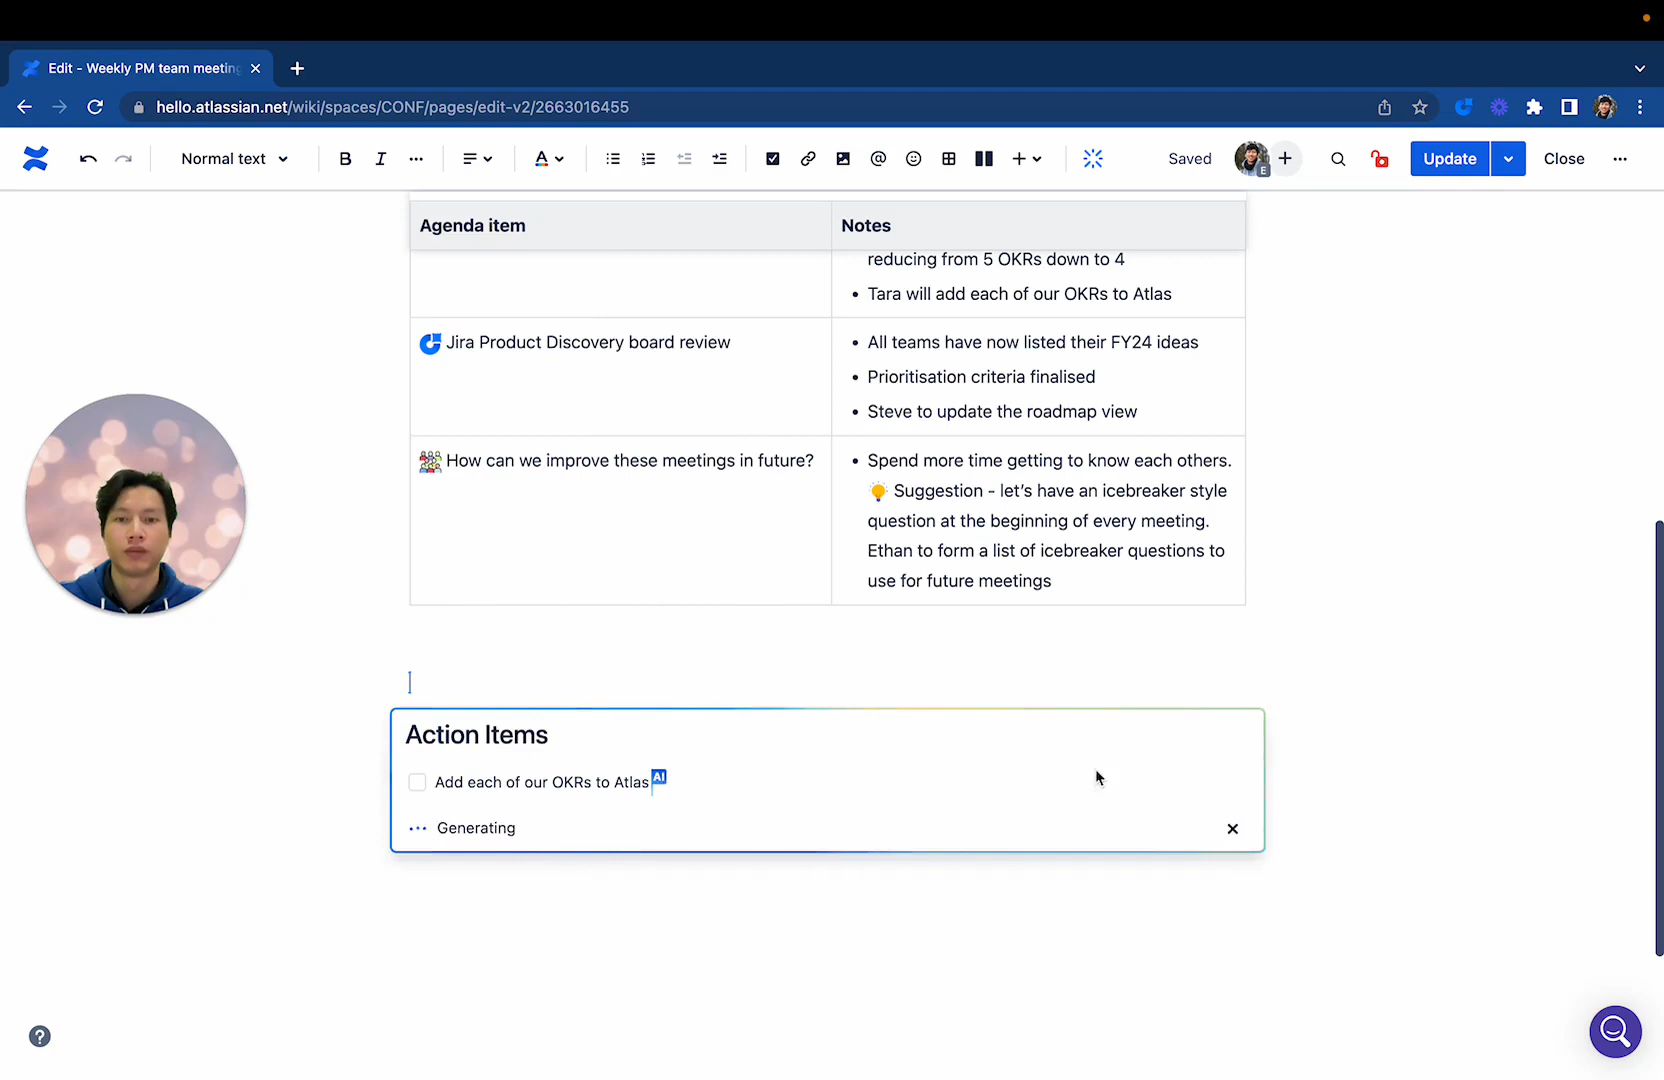 Edit - Weekly PM team meeting
hello.atlassian.net/wiki/spaces/CONF/pages/edit-v2/2663016455
Normal text
B
I
A
Saved
E
Update
Close
Agenda item
Notes
reducing from 5 OKRs down to 4
• Tara will add each of our OKRs to Atlas
Jira Product Discovery board review
• All teams have now listed their FY24 ideas
• Prioritisation criteria finalised
• Steve to update the roadmap view
How can we improve these meetings in future?
• Spend more time getting to know each others.
Suggestion - let's have an icebreaker style
question at the beginning of every meeting.
Ethan to form a list of icebreaker questions to
use for future meetings
Action Items
Add each of our OKRs to Atlas
AI
Generating